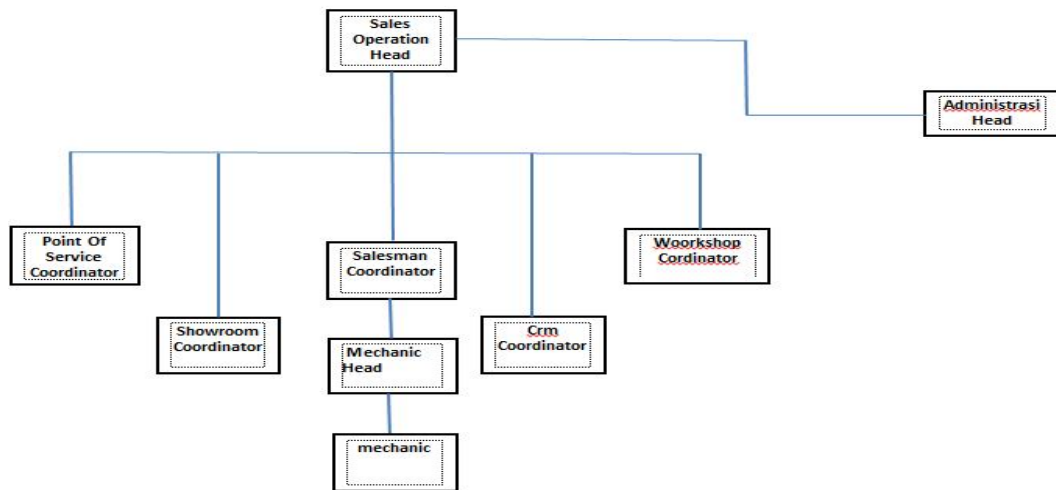 Sales
Operation
Head
Administrasi
Head
Point Of
Service
Coordinator
Salesman
Coordinator
Woorkshop
Cordinator
Showroom
Coordinator
Crm
Coordinator
Mechanic
Head
mechanic